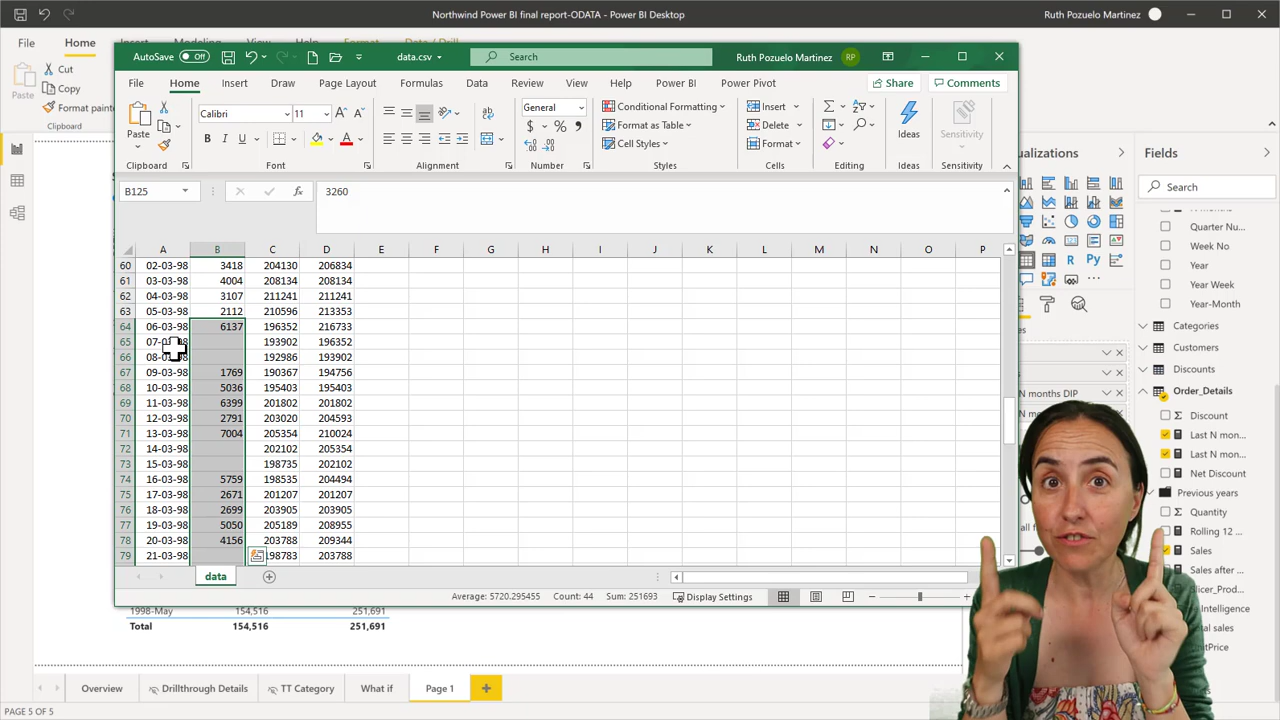 Northwind Power BI final report-ODATA - Power BI Desktop
Ruth Pozuelo Martinez
File
Home
Insert
Modeling
View
Help
Format
Data / Drill
Paste
Cut
Copy
Format painte
Clipboard
AutoSave Off
data.csv
Search
Ruth Pozuelo Martinez RP
File Home Insert Draw Page Layout Formulas Data Review View Help Power BI Power Pivot Share Comments
Paste
Calibri 11
B I U
General
$ % ,
Conditional Formatting
Format as Table
Cell Styles
Insert
Delete
Format
Ideas
Sensitivity
Clipboard Font Alignment Number Styles Cells Editing Ideas Sensitivity
B125 fx 3260
A B C D E F G H I J K L M N O P
60 02-03-98 3418 204130 206834
61 03-03-98 4004 208134 208134
62 04-03-98 3107 211241 211241
63 05-03-98 2112 210596 213353
64 06-03-98 6137 196352 216733
65 193902 196352
66 192986 193902
67 09-03-98 1769 190367 194756
68 10-03-98 5036 195403 195403
69 11-03-98 6399 201802 201802
70 12-03-98 2791 203020 204593
71 13-03-98 7004 205354 210024
72 14-03-98 202102 205354
73 15-03-98 198735 202102
74 16-03-98 5759 198535 204494
75 17-03-98 2671 201207 201207
76 18-03-98 2699 203905 203905
77 19-03-98 5050 205189 208955
78 20-03-98 4156 203788 209344
79 21-03-98 198783 203788
data
Average: 5720.295455 Count: 44 Sum: 251693 Display Settings
1998-May 154,516 251,691
Total 154,516 251,691
ualizations
R Py
N months DIP
Fields
Search
Quarter Nu...
Week No
Year
Year Week
Year-Month
Categories
Customers
Discounts
Order_Details
Discount
Last N mon...
Last N mon...
Net Discount
Previous years
Quantity
Rolling 12 ...
Sales
Sales after ...
licer_Prod...
Intelligence
tal sales
nitPrice
Overview
Drillthrough Details
TT Category
What if
Page 1
PAGE 5 OF 5